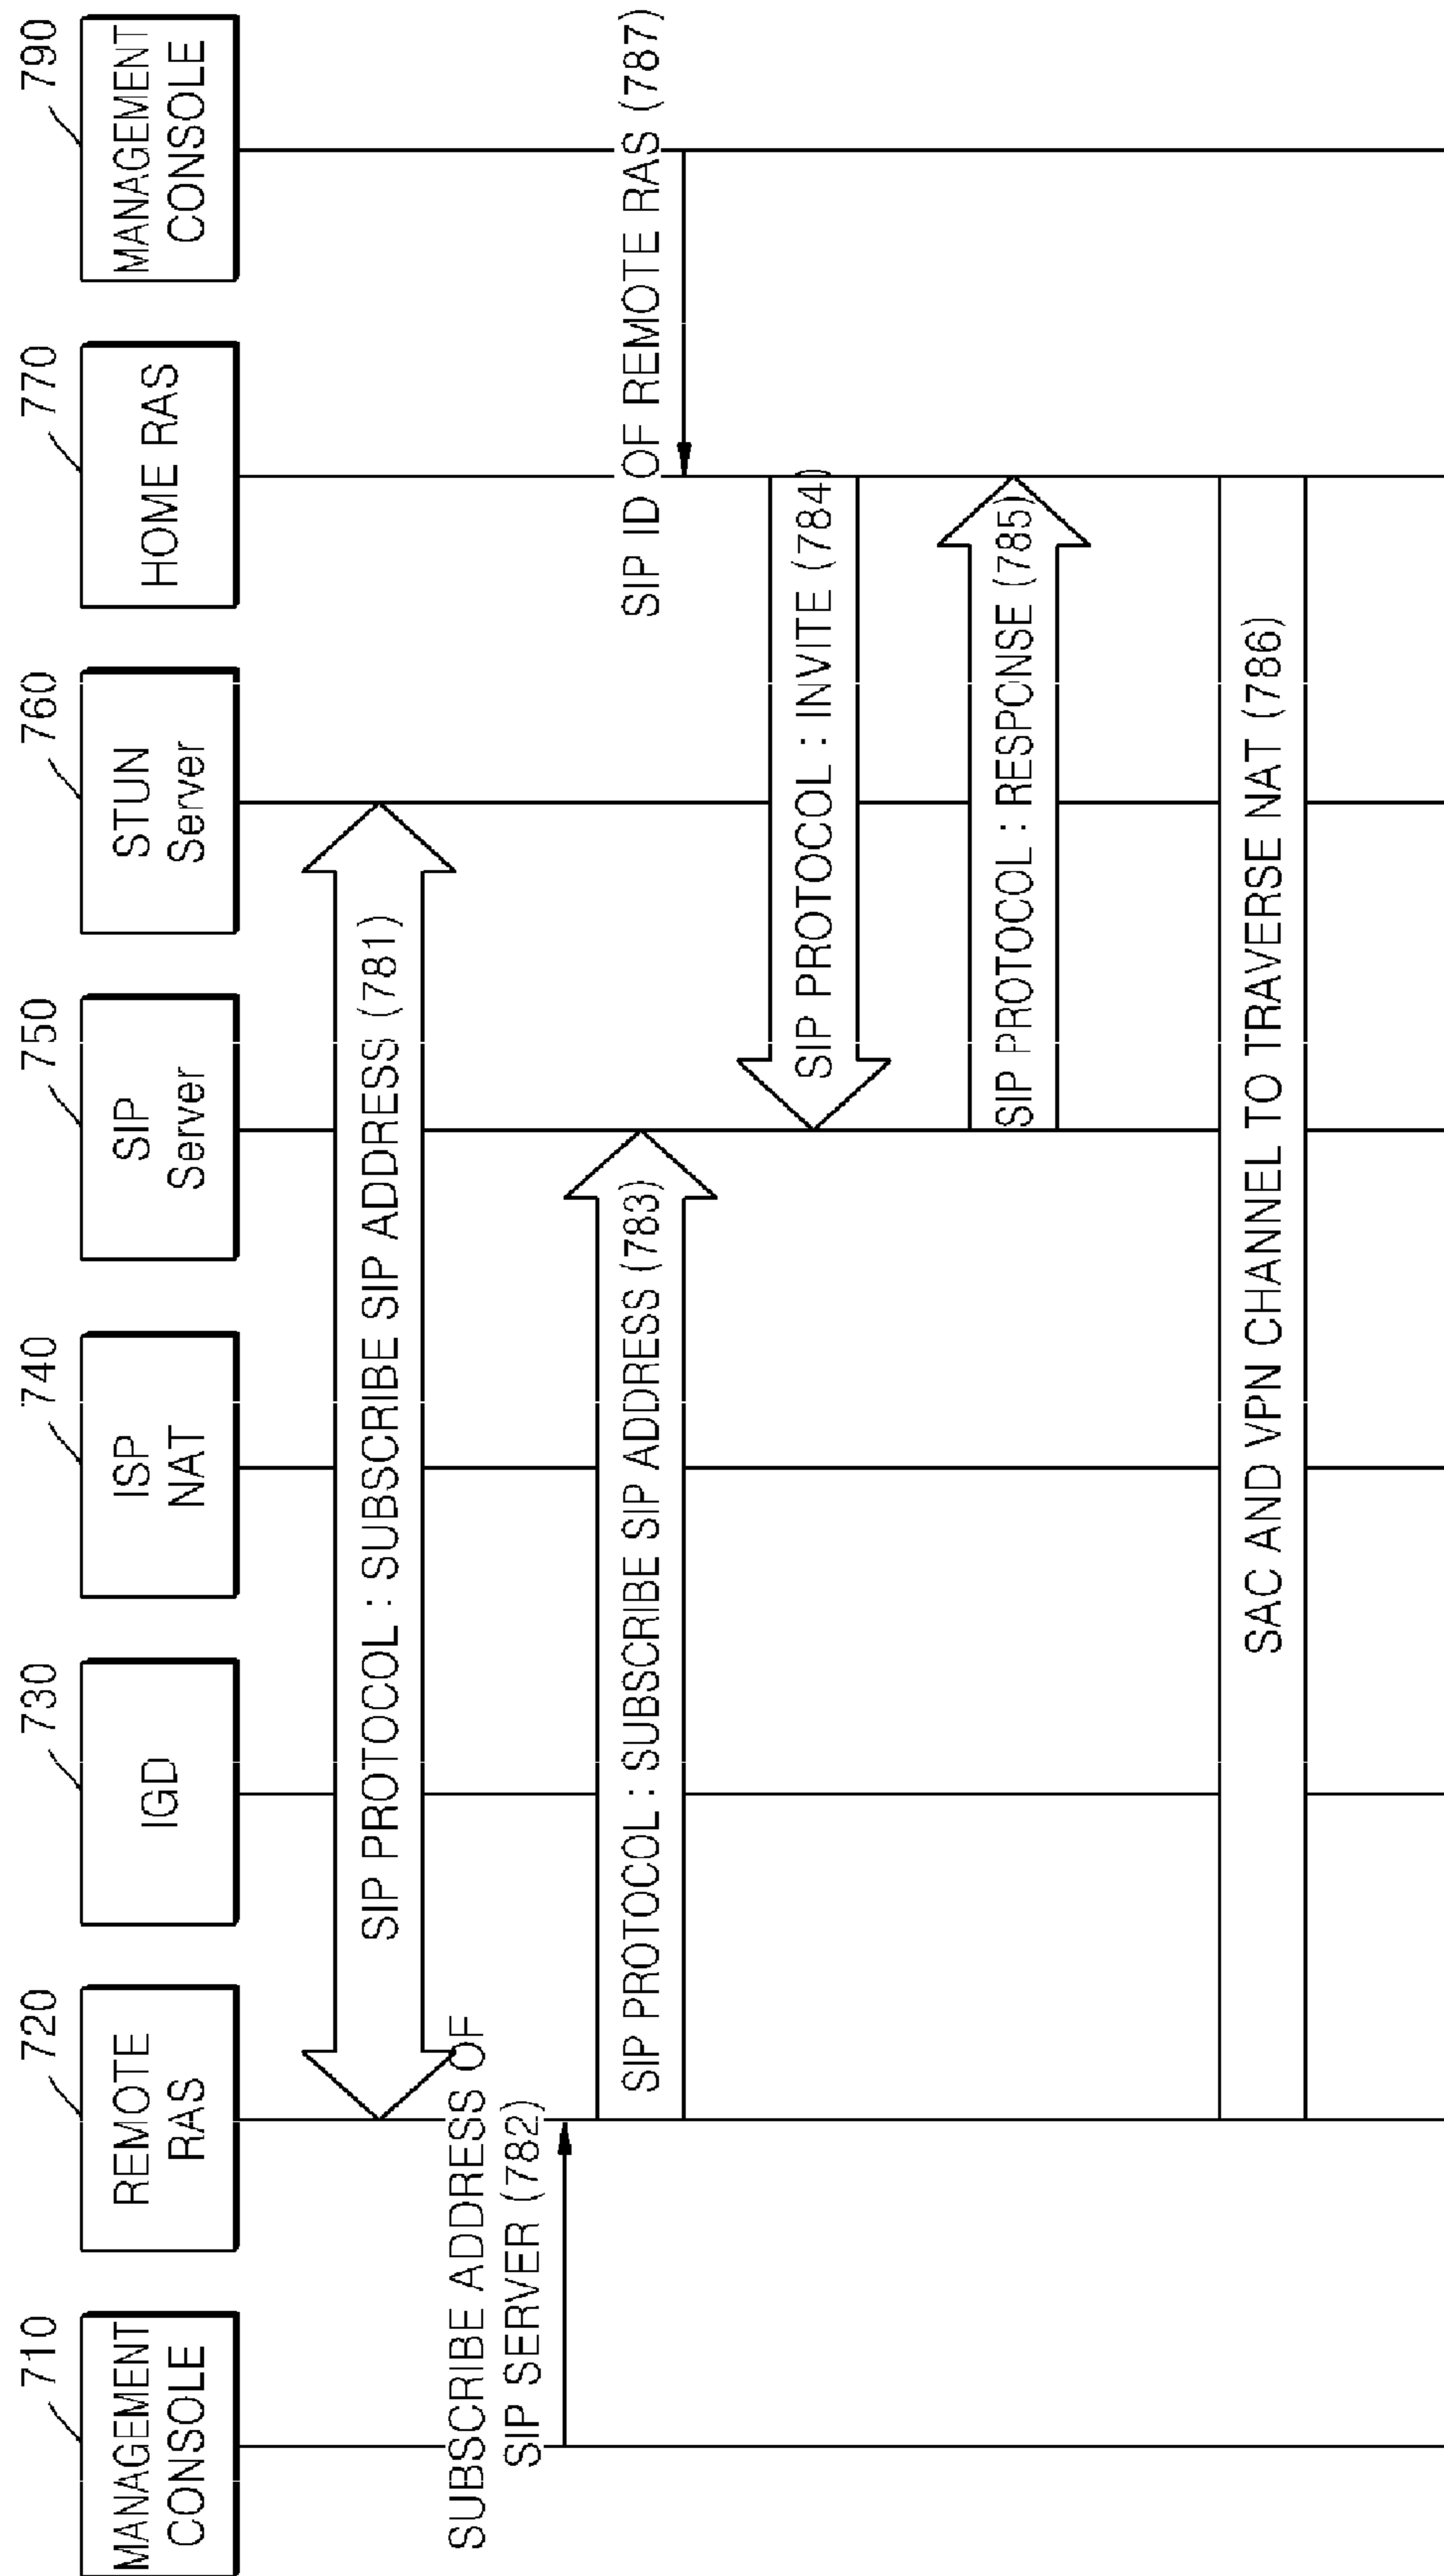 710
720
730
740
750
760
770
790
MANAGEMENT
CONSOLE
REMOTE
RAS
IGD
ISP
NAT
SIP
Server
STUN
Server
HOME RAS
MANAGEMENT
CONSOLE
SIP PROTOCOL : SUBSCRIBE SIP ADDRESS (781)
SUBSCRIBE ADDRESS OF
SIP SERVER (782)
SIP PROTOCOL : SUBSCRIBE SIP ADDRESS (783)
SIP ID OF REMOTE RAS (787)
SIP PROTOCOL : INVITE (784)
SIP PROTOCOL : RESPONSE (785)
SAC AND VPN CHANNEL TO TRAVERSE NAT (786)